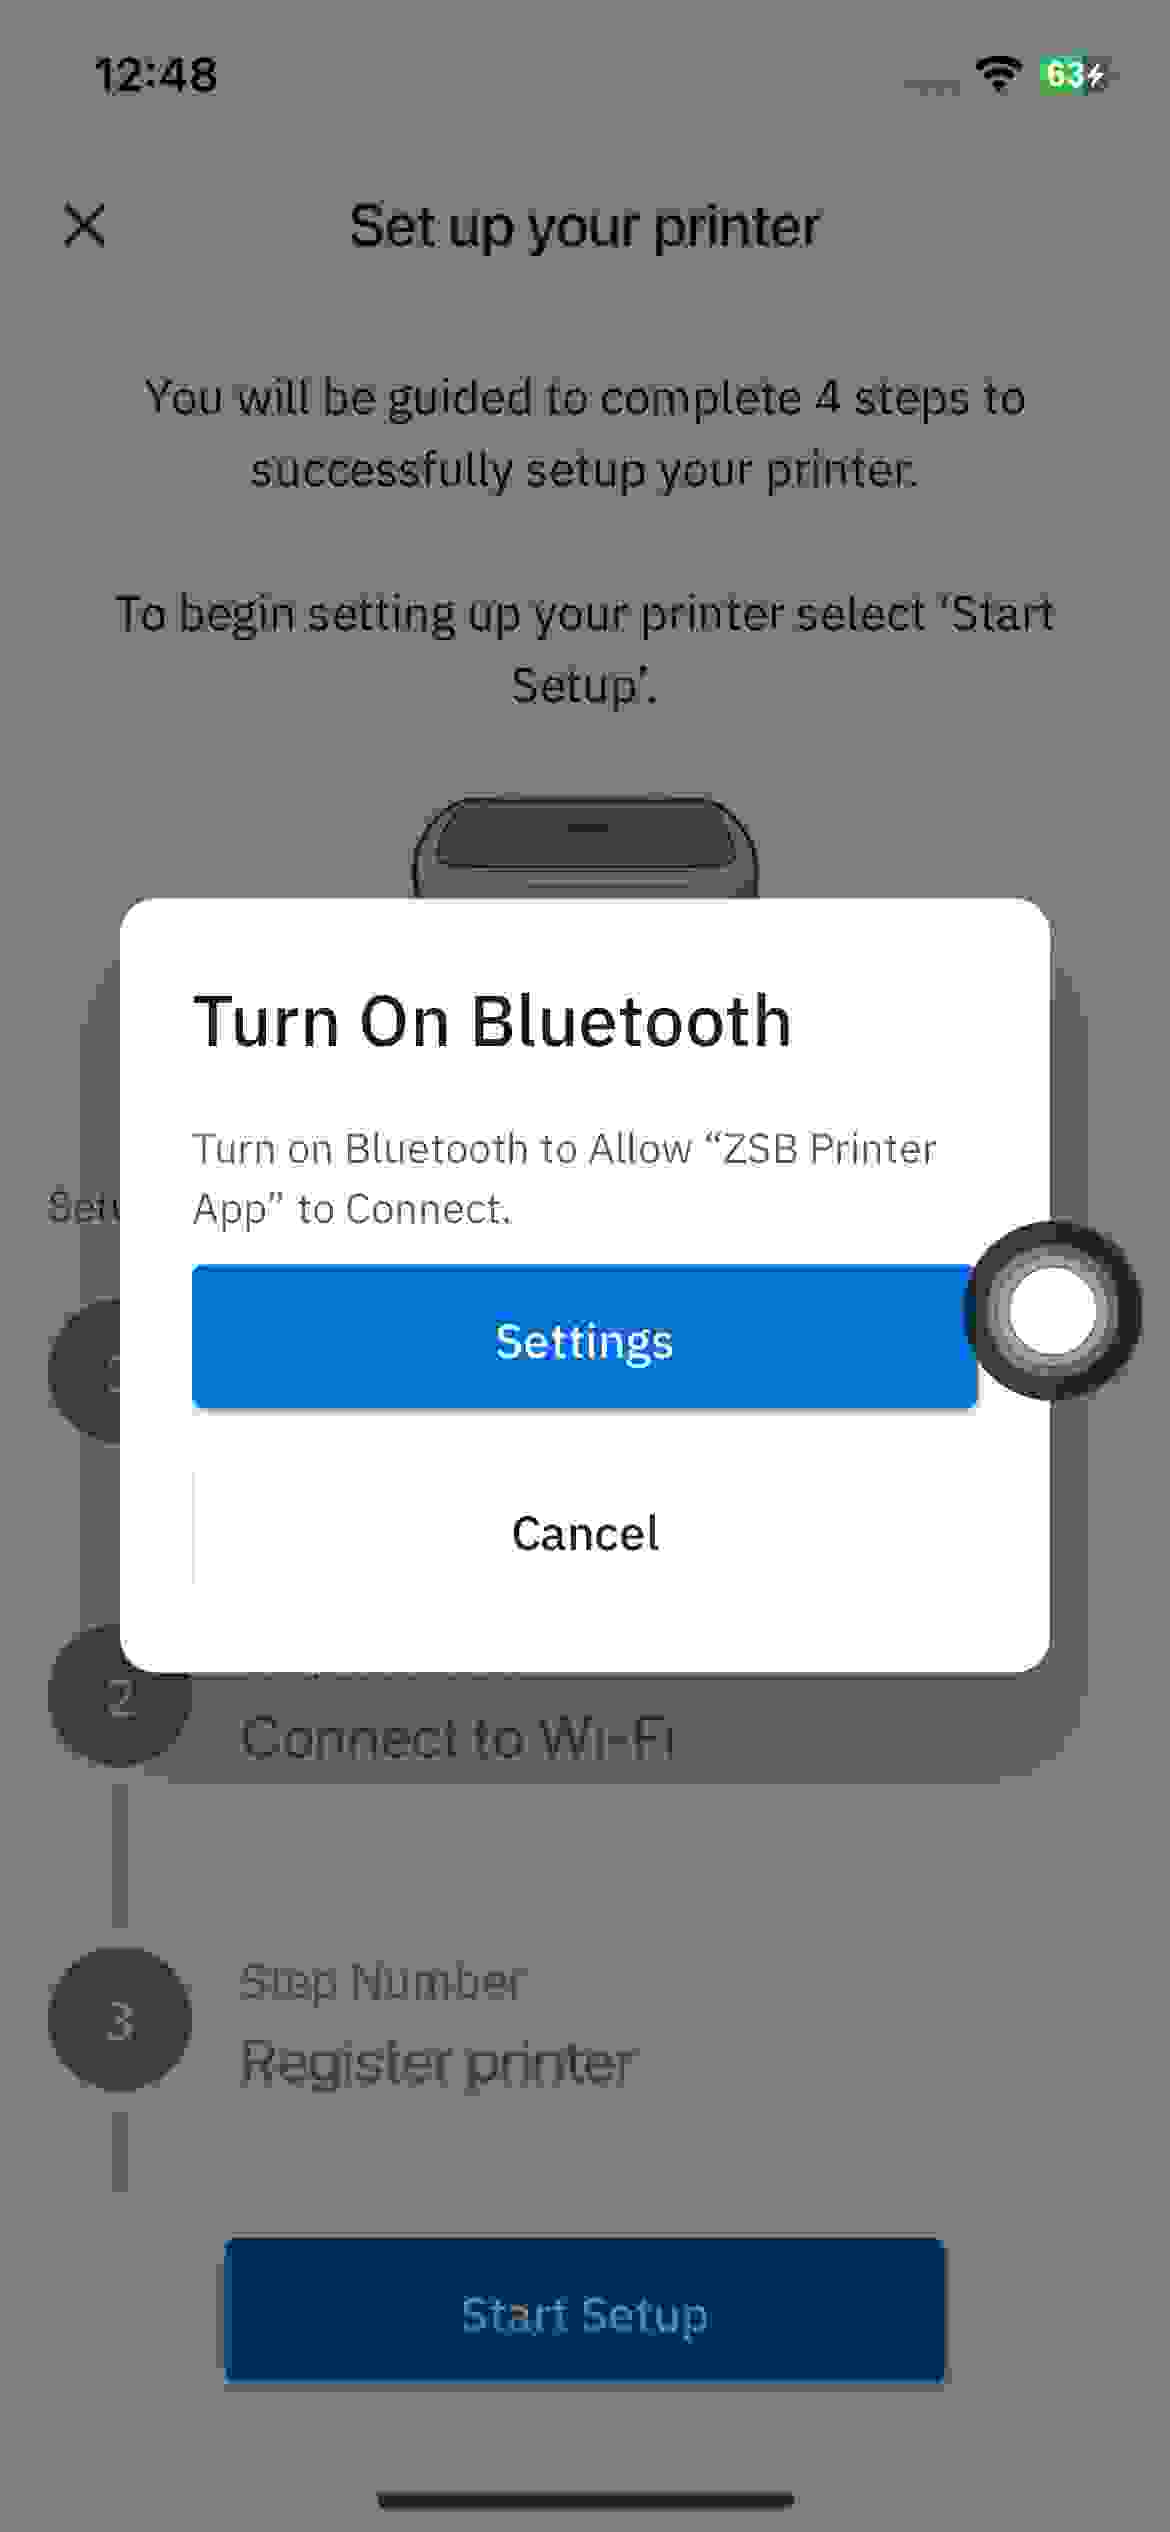 12:48
63
Set up your printer
You will be guided to complete 4 steps to
successfully setup your printer.
To begin setting up your printer select ‘Start
Setup’.
Turn On Bluetooth
Turn on Bluetooth to Allow “ZSB Printer
App” to Connect.
Settings
Cancel
2
Connect to Wi-Fi
Step Number
3
Register printer
Start Setup